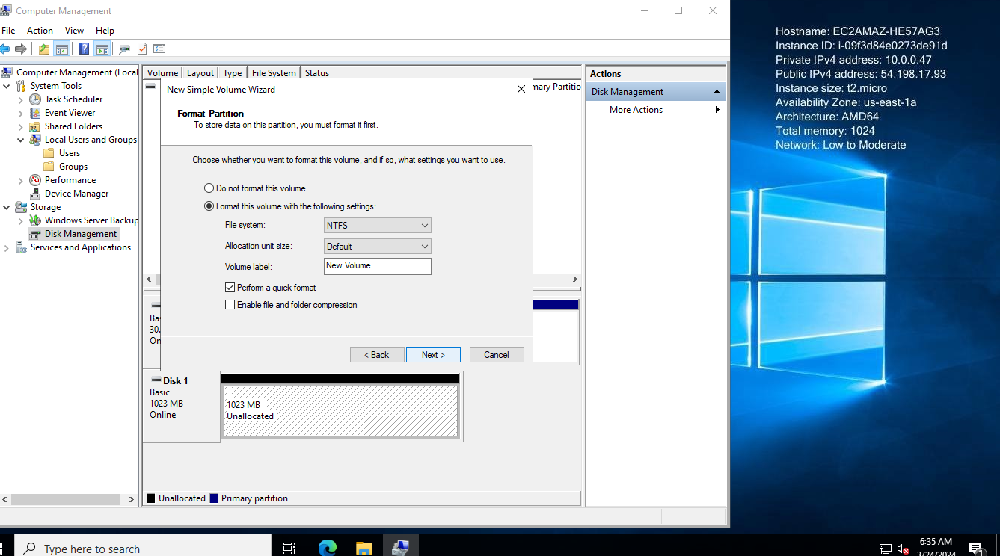 Computer Management
File Action View Help
Computer Management (Local
System Tools
Task Scheduler
Event Viewer
Shared Folders
Local Users and Groups
Users
Groups
Performance
Device Manager
Storage
Windows Server Backup
Disk Management
Services and Applications
Volume Layout Type File System Status
New Simple Volume Wizard
Format Partition
To store data on this partition, you must format it first.
Choose whether you want to format this volume, and if so, what settings you want to use.
Do not format this volume
Format this volume with the following settings:
File system: NTFS
Allocation unit size: Default
Volume label: New Volume
Perform a quick format
Enable file and folder compression
< Back Next > Cancel
mary Partitio
Ba
30.
On
Disk 1
Basic
1023 MB
Online
1023 MB
Unallocated
Unallocated Primary partition
Actions
Disk Management
More Actions
Hostname: EC2AMAZ-HE57AG3
Instance ID: i-09f3d84e0273de91d
Private IPv4 address: 10.0.0.47
Public IPv4 address: 54.198.17.93
Instance size: t2.micro
Availability Zone: us-east-1a
Architecture: AMD64
Total memory: 1024
Network: Low to Moderate
Type here to search
6:35 AM
3/24/2024
1